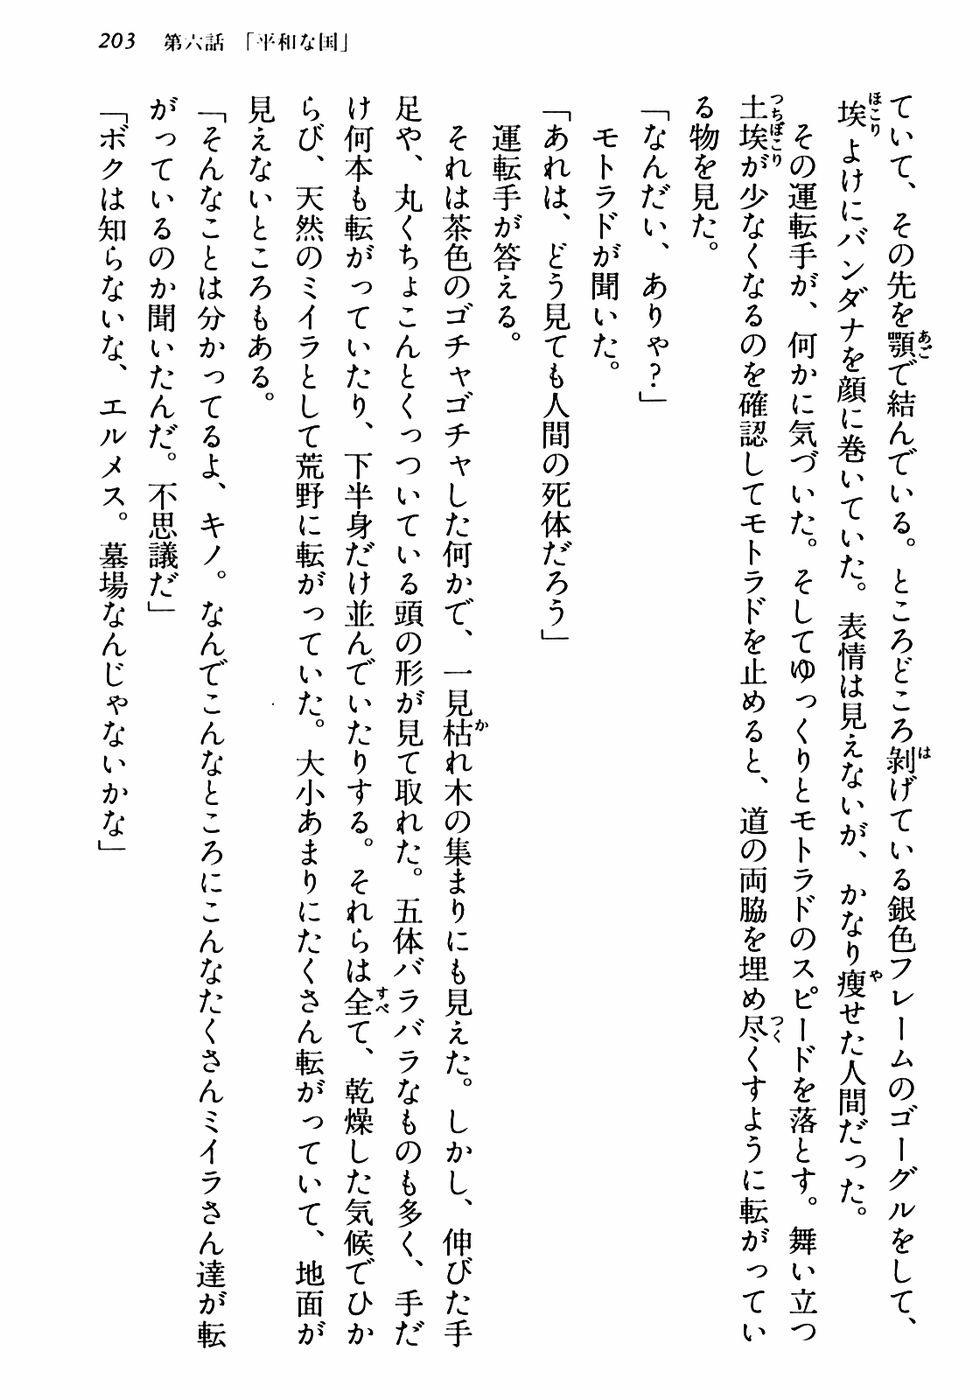 203　第六話　「平和な国」
ていて、その先を顎で結んでいる。ところどころ剥げている銀色フレームのゴーグルをして、
埃よけにバンダナを顔に巻いていた。表情は見えないが、かなり痩せた人間だった。
　その運転手が、何かに気づいた。そしてゆっくりとモトラドのスピードを落とす。舞い立つ
土埃が少なくなるのを確認してモトラドを止めると、道の両脇を埋め尽くすように転がってい
る物を見た。
「なんだい、ありゃ？」
　モトラドが聞いた。
「あれは、どう見ても人間の死体だろう」
　運転手が答える。
　それは茶色のゴチャゴチャした何かで、一見枯れ木の集まりにも見えた。しかし、伸びた手
足や、丸くちょこんとくっついている頭の形が見て取れた。五体バラバラなものも多く、手だ
け何本も転がっていたり、下半身だけ並んでいたりする。それらは全て、乾燥した気候でひか
らび、天然のミイラとして荒野に転がっていた。大小あまりにたくさん転がっていて、地面が
見えないところもある。
「そんなことは分かってるよ、キノ。なんでこんなところにこんなたくさんミイラさん達が転
がっているのか聞いたんだ。不思議だ」
「ボクは知らないな、エルメス。墓場なんじゃないかな」